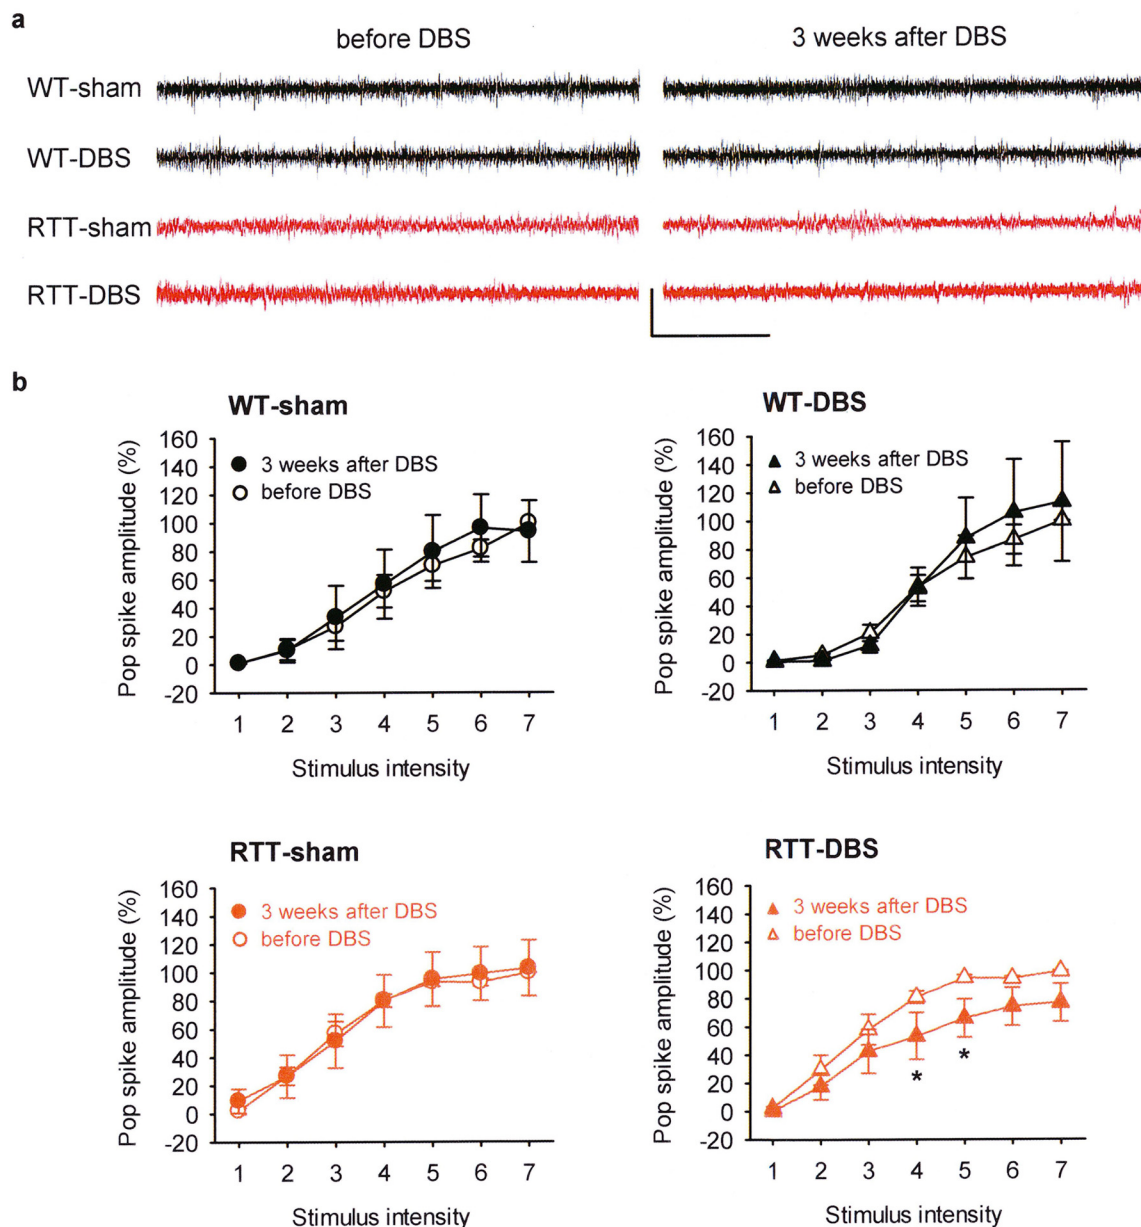 a
before DBS
3 weeks after DBS
WT-sham
WT-DBS
RTT-sham
RTT-DBS
b
WT-sham
Pop spike amplitude (%)
160
140
120
100
80
60
40
20
0
-20
3 weeks after DBS
before DBS
1 2 3 4 5 6 7
Stimulus intensity
WT-DBS
Pop spike amplitude (%)
160
140
120
100
80
60
40
20
0
-20
3 weeks after DBS
before DBS
1 2 3 4 5 6 7
Stimulus intensity
RTT-sham
Pop spike amplitude (%)
160
140
120
100
80
60
40
20
0
-20
3 weeks after DBS
before DBS
1 2 3 4 5 6 7
Stimulus intensity
RTT-DBS
Pop spike amplitude (%)
160
140
120
100
80
60
40
20
0
-20
3 weeks after DBS
before DBS
*
*
1 2 3 4 5 6 7
Stimulus intensity